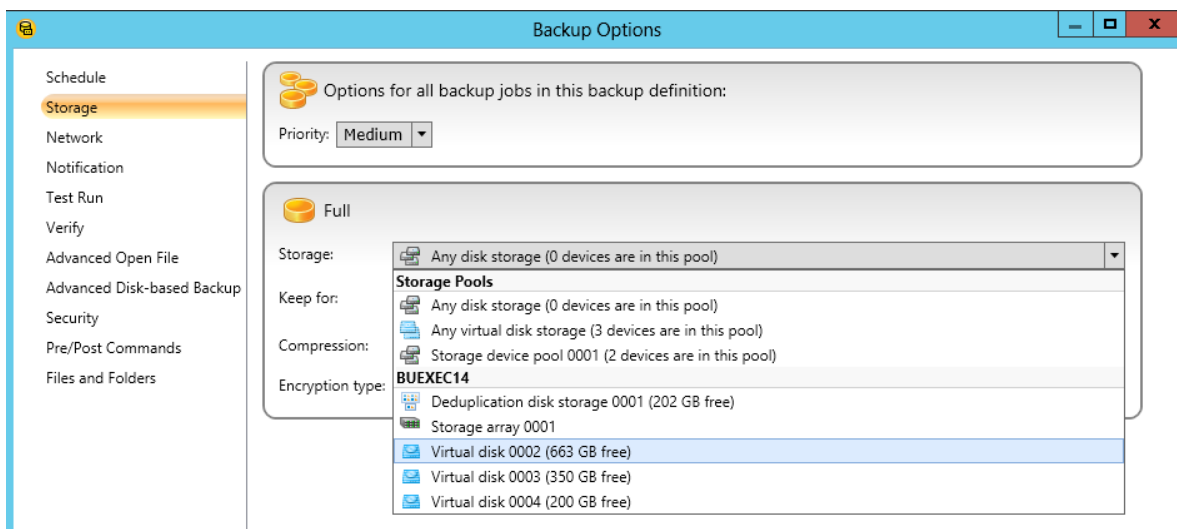 Backup Options
Schedule
Storage
Network
Notification
Test Run
Verify
Advanced Open File
Advanced Disk-based Backup
Security
Pre/Post Commands
Files and Folders
Options for all backup jobs in this backup definition:
Priority: Medium
Full
Storage: Any disk storage (0 devices are in this pool)
Keep for:
Compression:
Encryption type:
Storage Pools
Any disk storage (0 devices are in this pool)
Any virtual disk storage (3 devices are in this pool)
Storage device pool 0001 (2 devices are in this pool)
BUEXEC14
Deduplication disk storage 0001 (202 GB free)
Storage array 0001
Virtual disk 0002 (663 GB free)
Virtual disk 0003 (350 GB free)
Virtual disk 0004 (200 GB free)